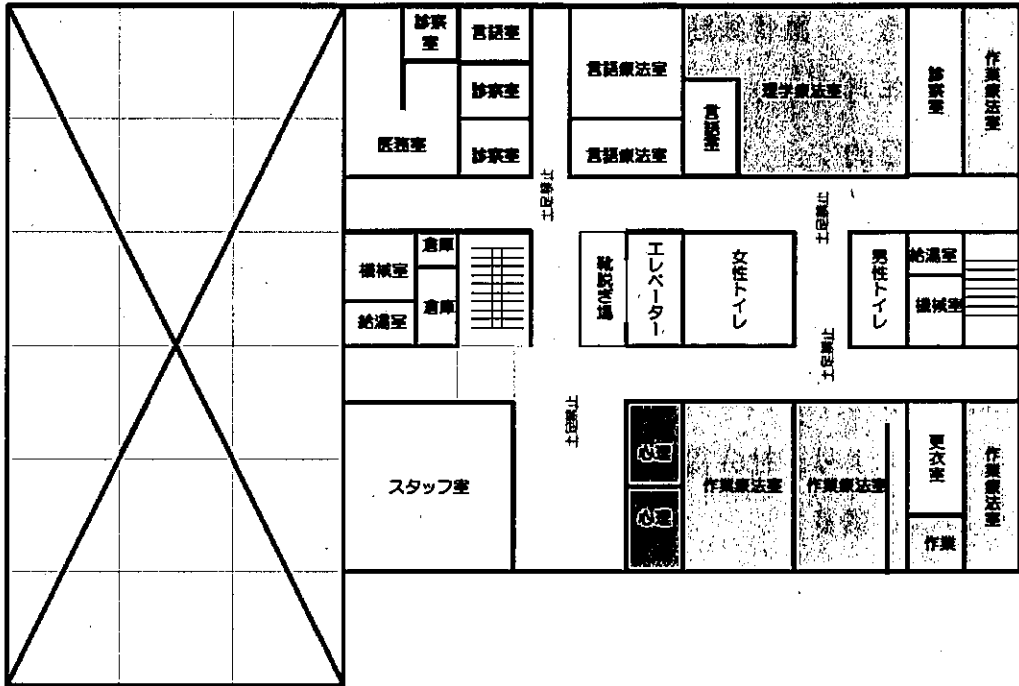 診察
室
言語室
言語療法室
理学療法室
診察室
作業療法室
診察室
言語室
医務室
診察室
言語療法室
土足禁止
土足禁止
機械室
倉庫
倉庫
給湯室
靴脱場
エレベーター
女性トイレ
男性トイレ
給湯室
機械室
土足禁止
土足禁止
スタッフ室
心理
心理
作業療法室
作業療法室
更衣室
作業
作業療法室